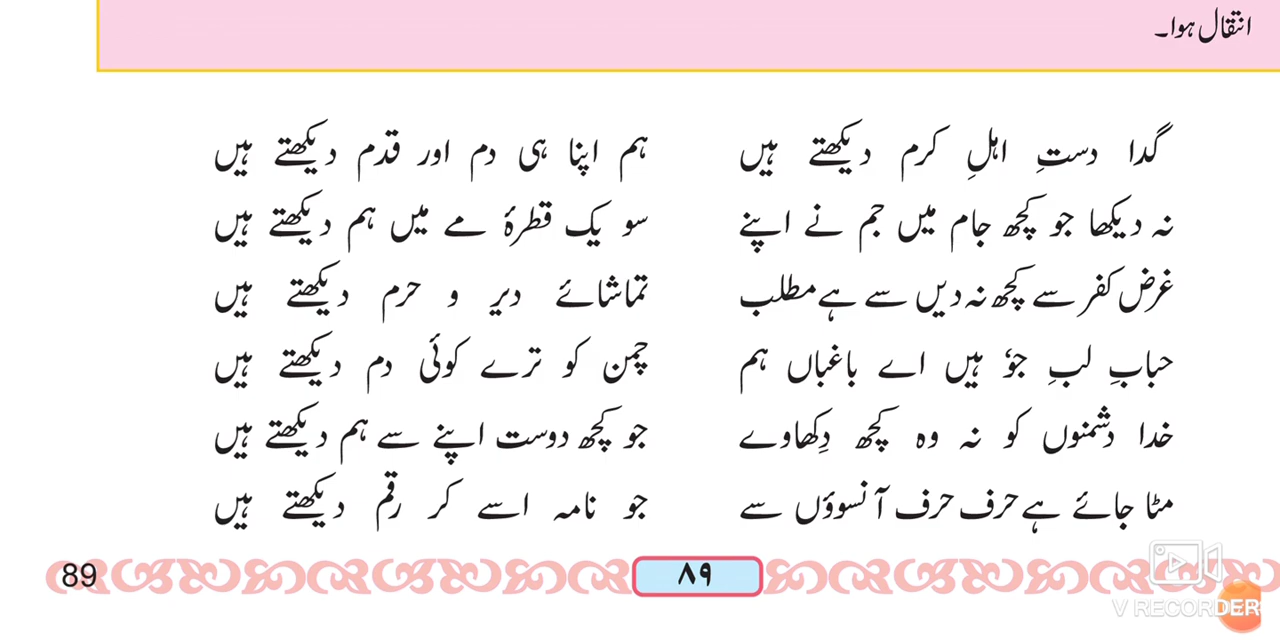 انتقال ہوا۔
گدا دستِ اہلِ کرم دیکھتے ہیں ہم اپنا ہی دم اور قدم دیکھتے ہیں
نہ دیکھا جو کچھ جام میں جم نے اپنے سو یک قطرۂ مے میں ہم دیکھتے ہیں
غرض کفر سے کچھ نہ دیں سے ہے مطلب تماشائے دیر و حرم دیکھتے ہیں
حبابِ لبِ جوٗ ہیں اے باغباں ہم چمن کو ترے کوئی دم دیکھتے ہیں
خدا دشمنوں کو نہ وہ کچھ دِکھاوے جو کچھ دوست اپنے سے ہم دیکھتے ہیں
مٹا جائے ہے حرف حرف آنسوؤں سے جو نامہ اسے کر رقم دیکھتے ہیں
89 ۸۹
V RECORDER